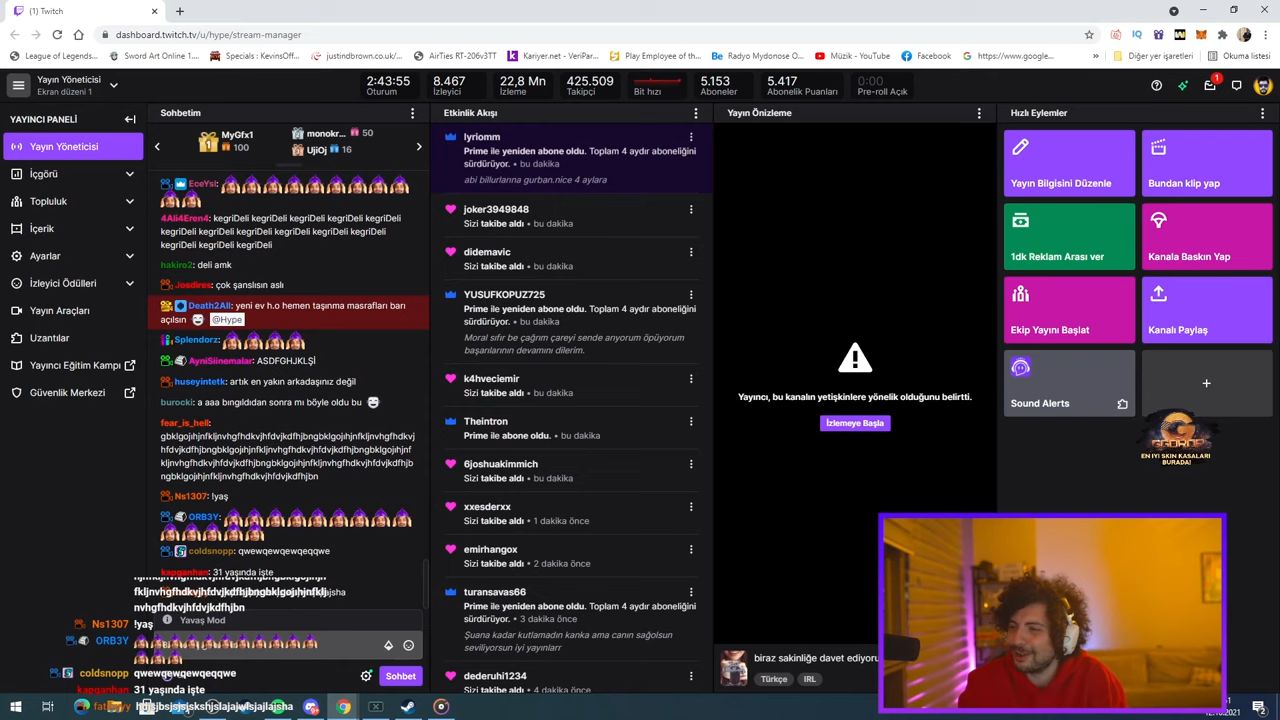 (1) Twitch
dashboard.twitch.tv/u/hype/stream-manager
League of Legends...
Sword Art Online 1...
Specials : KevinsOff...
justindbrown.co.uk/...
AirTies RT-206v3TT
Kariyer.net - VeriPar...
Play Employee of th...
Radyo Mydonose O...
Müzik - YouTube
Facebook
https://www.google...
Diğer yer işaretleri
Okuma listesi
Yayın Yöneticisi
Ekran düzeni 1
2:43:55
Oturum
8.467
İzleyici
22,8 Mn
İzleme
425.509
Takipçi
Bit hızı
5.153
Aboneler
5.417
Abonelik Puanları
0:00
Pre-roll Açık
1
YAYINCI PANELİ
Yayın Yöneticisi
İçgörü
Topluluk
İçerik
Ayarlar
İzleyici Ödülleri
Yayın Araçları
Uzantılar
Yayıncı Eğitim Kampı
Güvenlik Merkezi
Sohbetim
MyGfx1
100
monokr... 50
UjiOj 16
EceYsl:
4Ali4Eren4: kegriDeli kegriDeli kegriDeli kegriDeli
kegriDeli kegriDeli kegriDeli kegriDeli kegriDeli
kegriDeli kegriDeli kegriDeli
hakiro2: deli amk
Josdires: çok şansılsın aslı
Death2All: yeni ev h.o hemen taşınma masrafları barı
açılsın @Hype
Splendorz:
AyniSiinemalar: ASDFGHJKLŞİ
huseyintetk: artık en yakın arkadaşınız değil
burocki: a aaa bıngıldıdan sonra mı böyle oldu bu
fear_is_hell:
gbklgojıhjnfkljnvhgfhdkvjhfdvjkdfhjbngbklgojıhjnfkljnvhgfhdkvj
Ns1307: !yaş
ORB3Y:
coldsnopp: qwewqewqewqeqqwe
kapganhan: 31 yaşında işte
Yavaş Mod
Sohbet
Ns1307
!yaş
ORB3Y
coldsnopp
qwewqewqewqeqqwe
kapganhan
31 yaşında işte
Etkinlik Akışı
lyriomm
Prime ile yeniden abone oldu. Toplam 4 aydır aboneliğini
sürdürüyor. • bu dakika
abi billurlarına gurban.nice 4 aylara
joker3949848
Sizi takibe aldı • bu dakika
didemavic
Sizi takibe aldı • bu dakika
YUSUFKOPUZ725
Prime ile yeniden abone oldu. Toplam 4 aydır aboneliğini
sürdürüyor. • bu dakika
Moral sıfır be çağrım çareyi sende anyorum öpüyorum
başarılarının devamını dilerim.
k4hveciemir
Sizi takibe aldı • bu dakika
Theintron
Prime ile abone oldu. • bu dakika
6joshuakimmich
Sizi takibe aldı • bu dakika
xxesderxx
Sizi takibe aldı • 1 dakika önce
emirhangox
Sizi takibe aldı • 2 dakika önce
turansavas66
Prime ile yeniden abone oldu. Toplam 4 aydır aboneliğini
sürdürüyor. • 3 dakika önce
Şuana kadar kutlamadın kanka ama canın sağolsun
seviliyorsun iyi yayınlarr
dederuhi1234
Sizi takibe aldı • 4 dakika önce
Yayın Önizleme
Yayıncı, bu kanalın yetişkinlere yönelik olduğunu belirtti.
İzlemeye Başla
biraz sakinliğe davet ediyoru
Türkçe
IRL
Hızlı Eylemler
Yayın Bilgisini Düzenle
Bundan klip yap
1dk Reklam Arası ver
Kanala Baskın Yap
Ekip Yayını Başlat
Kanalı Paylaş
Sound Alerts
GGDROP
EN IYI SKIN KASALARI
BURADA!
2